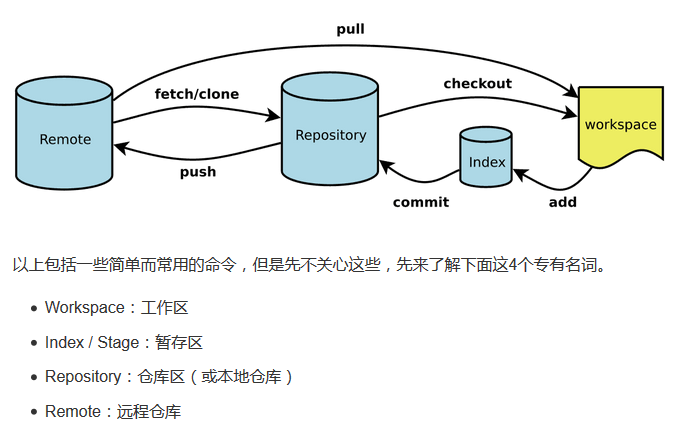 pull
fetch/clone
checkout
Remote
Repository
workspace
Index
push
commit
add
以上包括一些简单而常用的命令，但是先不关心这些，先来了解下面这4个专有名词。
• Workspace：工作区
• Index / Stage：暂存区
• Repository：仓库区（或本地仓库）
• Remote：远程仓库